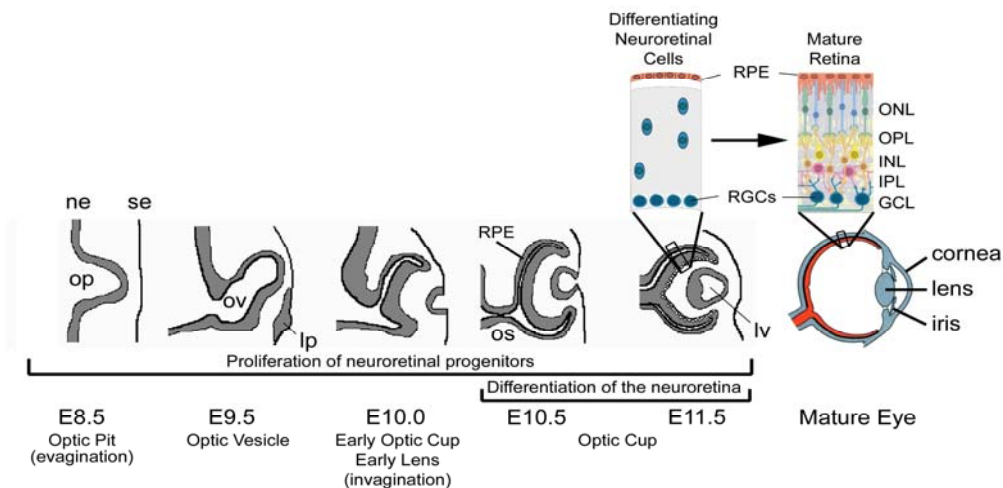 Differentiating
Neuroretinal
Cells
Mature
Retina
RPE
ONL
OPL
INL
IPL
RGCs
GCL
ne
se
RPE
op
ov
lp
os
lv
cornea
lens
iris
Proliferation of neuroretinal progenitors
Differentiation of the neuroretina
E8.5
E9.5
E10.0
E10.5
E11.5
Mature Eye
Optic Pit
(evagination)
Optic Vesicle
Early Optic Cup
Early Lens
(invagination)
Optic Cup